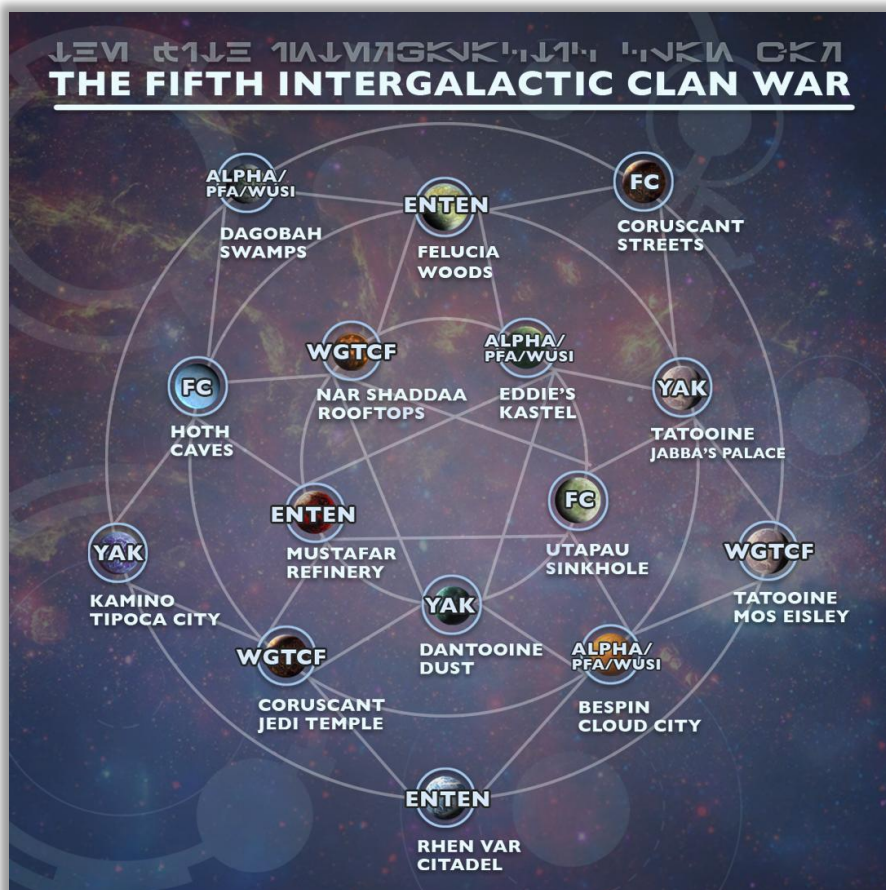 THE FIFTH INTERGALACTIC CLAN WAR
ALPHA/
PFA/WUSI
DAGOBAH
SWAMPS
ENTEN
FELUCIA
WOODS
FC
CORUSCANT
STREETS
FC
HOTH
CAVES
WGTCF
NAR SHADDAA
ROOFTOPS
ALPHA/
PFA/WUSI
EDDIE'S
KASTEL
YAK
TATOOINE
JABBA'S PALACE
YAK
KAMINO
TIPOCA CITY
ENTEN
MUSTAFAR
REFINERY
FC
UTAPAU
SINKHOLE
WGTCF
TATOOINE
MOS EISLEY
WGTCF
CORUSCANT
JEDI TEMPLE
YAK
DANTOOINE
DUST
ALPHA/
PFA/WUSI
BESPIN
CLOUD CITY
ENTEN
RHEN VAR
CITADEL